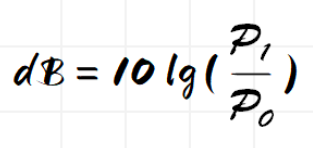 dB = 10 lg( P₁ / P₀ )